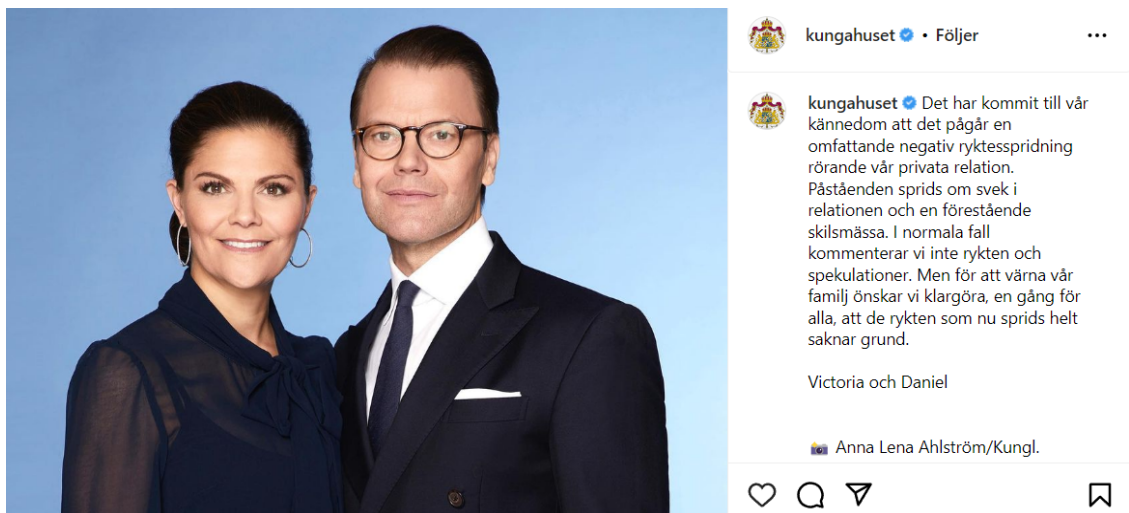 kungahuset • Följer
kungahuset Det har kommit till vår
kännedom att det pågår en
omfattande negativ ryktesspridning
rörande vår privata relation.
Påståenden sprids om svek i
relationen och en förestående
skilsmässa. I normala fall
kommenterar vi inte rykten och
spekulationer. Men för att värna vår
familj önskar vi klargöra, en gång för
alla, att de rykten som nu sprids helt
saknar grund.
Victoria och Daniel
Anna Lena Ahlström/Kungl.